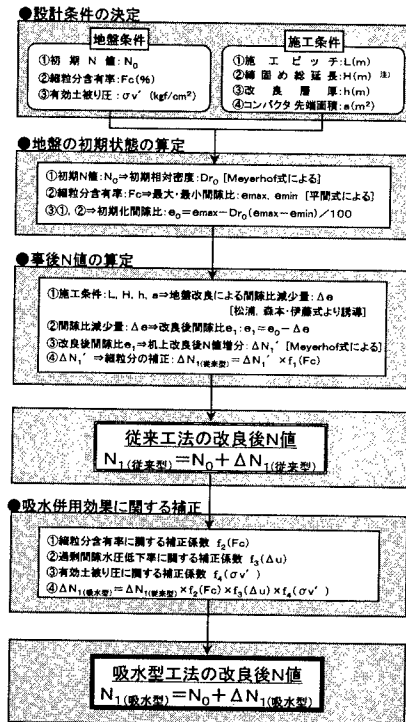 ●設計条件の決定
地盤条件
①初期N値:N₀
②細粒分含有率:Fc(%)
③有効土被り圧:σv′(kgf/cm²)
施工条件
①施工ピッチ:L(m)
②締固め総延長:H(m) 注)
③改良層厚:h(m)
④コンパクタ先端面積:a(m²)
●地盤の初期状態の算定
①初期N値:N₀⇒初期相対密度:Dr₀ [Meyerhof式による]
②細粒分含有率:Fc⇒最大・最小間隙比:emax, emin [平間式による]
③①, ②⇒初期化間隙比:e₀=emax−Dr₀(emax−emin)/100
●事後N値の算定
①施工条件:L, H, h, a⇒地盤改良による間隙比減少量:Δe
[松浦, 森本・伊藤式より誘導]
②間隙比減少量:Δe⇒改良後間隙比e₁:e₁=e₀−Δe
③改良後間隙比e₁⇒机上改良後N値増分:ΔN₁′ [Meyerhof式による]
④ΔN₁′⇒細粒分の補正:ΔN₁(従来型)=ΔN₁′×f₁(Fc)
従来工法の改良後N値
N₁(従来型)=N₀+ΔN₁(従来型)
●吸水併用効果に関する補正
①細粒分含有率に関する補正係数 f₂(Fc)
②過剰間隙水圧低下率に関する補正係数 f₃(Δu)
③有効土被り圧に関する補正係数 f₄(σv′)
④ΔN₁(吸水型)=ΔN₁(従来型)×f₂(Fc)×f₃(Δu)×f₄(σv′)
吸水型工法の改良後N値
N₁(吸水型)=N₀+ΔN₁(吸水型)